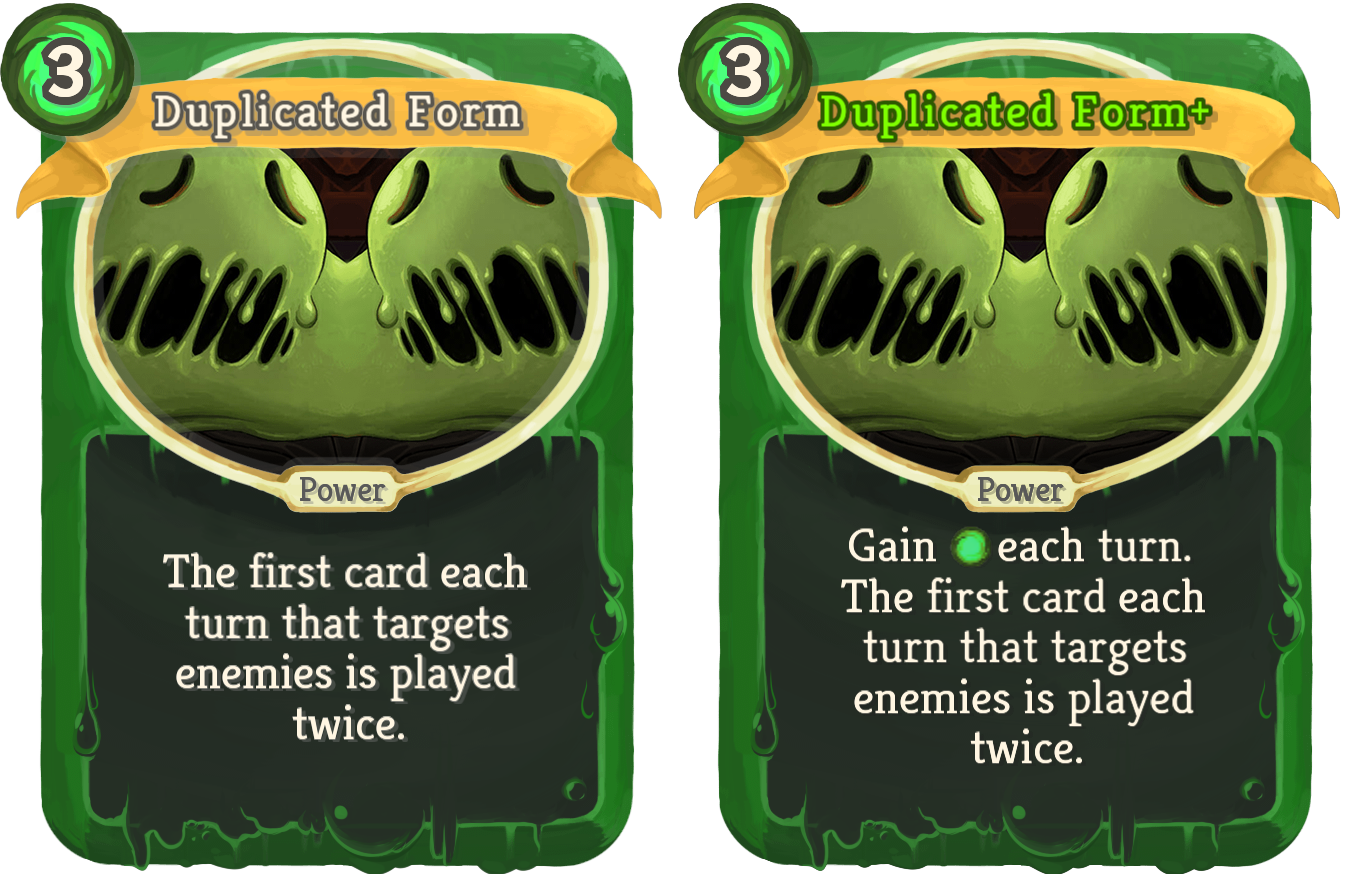 3
Duplicated Form
Power
The first card each
turn that targets
enemies is played
twice.
3
Duplicated Form+
Power
Gain each turn.
The first card each
turn that targets
enemies is played
twice.